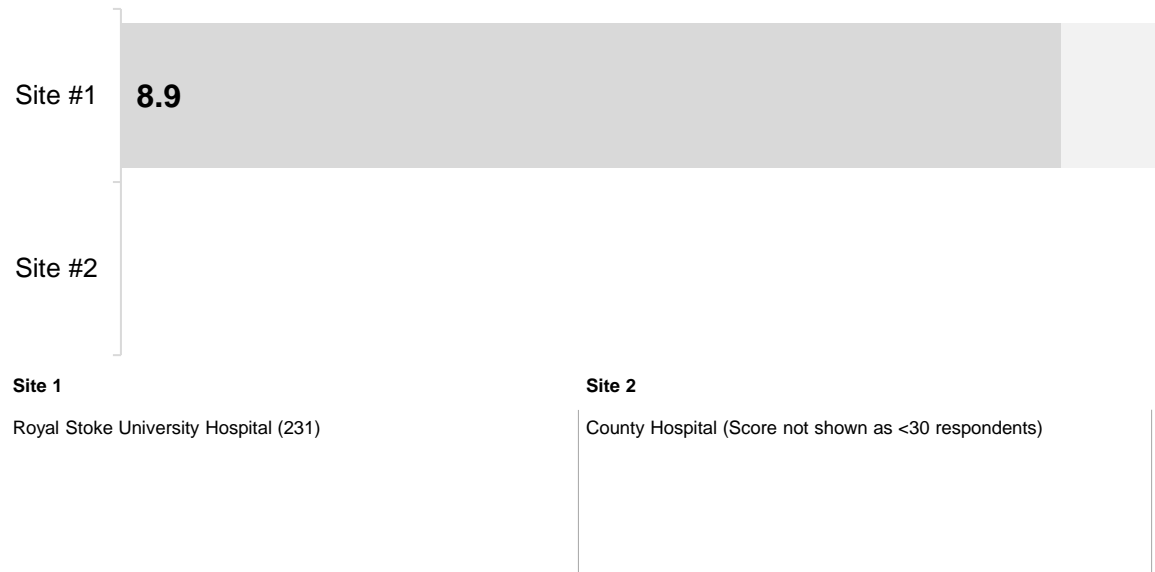 Site #1
8.9
Site #2
Site 1
Site 2
Royal Stoke University Hospital (231)
County Hospital (Score not shown as <30 respondents)